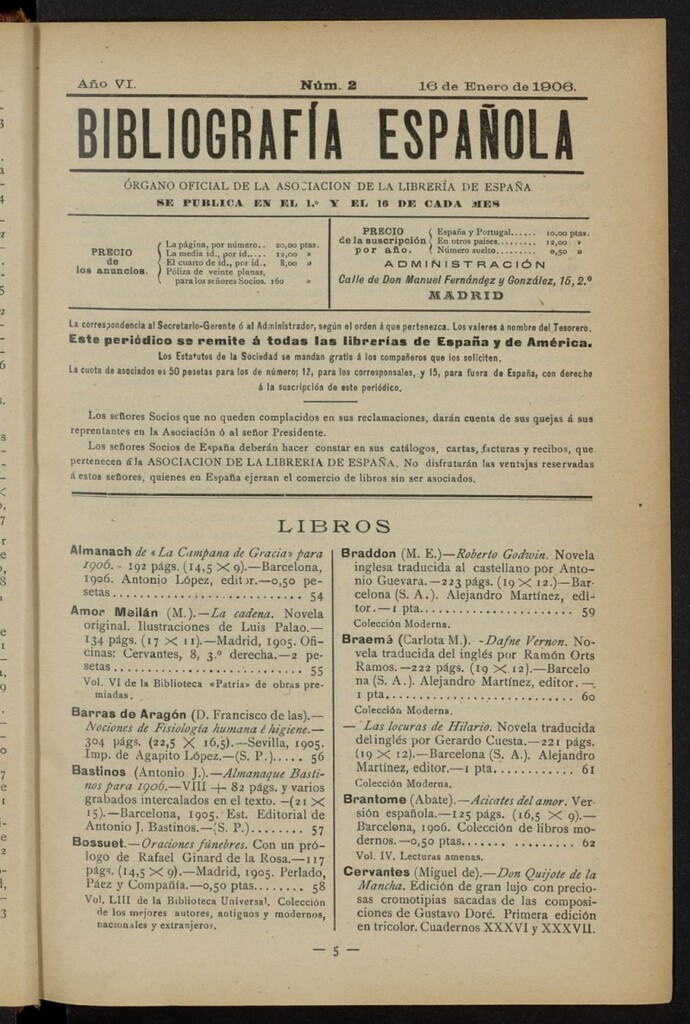 Año VI.
Núm. 2
16 de Enero de 1906.
BIBLIOGRAFÍA ESPAÑOLA
ÓRGANO OFICIAL DE LA ASOCIACION DE LA LIBRERÍA DE ESPAÑA
SE PUBLICA EN EL 1.º Y EL 16 DE CADA MES
PRECIO
de
los anuncios.
La página, por número.. 20,00 ptas.
La media id., por id..... 12,00 »
El cuarto de id., por id.. 8,00 »
Póliza de veinte planas,
para los señores Socios. 160 »
PRECIO
de la suscripción
por año.
España y Portugal...... 10,00 ptas.
En otros países......... 12,00 »
Número suelto.......... 0,50 »
ADMINISTRACIÓN
Calle de Don Manuel Fernández y González, 15, 2.º
MADRID
La correspondencia al Secretario-Gerente ó al Administrador, según el orden á que pertenezca. Los valeres á nombre del Tesorero.
Este periódico se remite á todas las librerías de España y de América.
Los Estatutos de la Sociedad se mandan gratis á los compañeros que los soliciten.
La cuota de asociados es 50 pesetas para los de número; 12, para los corresponsales, y 15, para fuera de España, con derecho
á la suscripción de este periódico.
Los señores Socios que no queden complacidos en sus reclamaciones, darán cuenta de sus quejas á sus
reprentantes en la Asociación ó al señor Presidente.
Los señores Socios de España deberán hacer constar en sus catálogos, cartas, facturas y recibos, que
pertenecen á la ASOCIACION DE LA LIBRERIA DE ESPAÑA. No disfrutarán las ventajas reservadas
á estos señores, quienes en España ejerzan el comercio de libros sin ser asociados.
LIBROS
Almanach de «La Campana de Gracia» para
1906.- 192 págs. (14,5 × 9).—Barcelona,
1906. Antonio López, editor.—0,50 pe-
setas............................ 54
Amor Meilán (M.).—La cadena. Novela
original. Ilustraciones de Luis Palao.—
134 págs. (17 × 11).—Madrid, 1905. Ofi-
cinas: Cervantes, 8, 3.º derecha.—2 pe-
setas............................ 55
Vol. VI de la Biblioteca «Patria» de obras pre-
miadas.
Barras de Aragón (D. Francisco de las).—
Nociones de Fisiología humana é higiene.—
304 págs. (22,5 × 16,5).—Sevilla, 1905.
Imp. de Agapito López.—(S. P.)..... 56
Bastinos (Antonio J.).—Almanaque Basti-
nos para 1906.—VIII + 82 págs. y varios
grabados intercalados en el texto. —(21 ×
15).—Barcelona, 1905. Est. Editorial de
Antonio J. Bastinos.—(S. P.)........ 57
Bossuet.—Oraciones fúnebres. Con un pró-
logo de Rafael Ginard de la Rosa.—117
págs. (14,5 × 9).—Madrid, 1905. Perlado,
Páez y Compañía.—0,50 ptas........ 58
Vol. LIII de la Biblioteca Universal. Colección
de los mejores autores, antiguos y modernos,
nacionales y extranjeros.
Braddon (M. E.)—Roberto Godwin. Novela
inglesa traducida al castellano por Anto-
nio Guevara.—223 págs. (19 × 12.)—Bar-
celona (S. A.). Alejandro Martínez, edi-
tor.—1 pta....................... 59
Colección Moderna.
Braemá (Carlota M.). -Dafne Vernon. No-
vela traducida del inglés por Ramón Orts
Ramos.—222 págs. (19 × 12).—Barcelo
na (S. A.). Alejandro Martínez, editor.—
1 pta............................ 60
Colección Moderna.
— Las locuras de Hilario. Novela traducida
del inglés por Gerardo Cuesta.—221 págs.
(19 × 12).—Barcelona (S. A.). Alejandro
Martínez, editor.—1 pta............ 61
Colección Moderna.
Brantome (Abate).—Acicates del amor. Ver-
sión española.—125 págs. (16,5 × 9).—
Barcelona, 1906. Colección de libros mo-
dernos.—0,50 ptas................ 62
Vol. IV. Lecturas amenas.
Cervantes (Miguel de).—Don Quijote de la
Mancha. Edición de gran lujo con precio-
sas cromotipias sacadas de las composi-
ciones de Gustavo Doré. Primera edición
en tricolor. Cuadernos XXXVI y XXXVII.
— 5 —